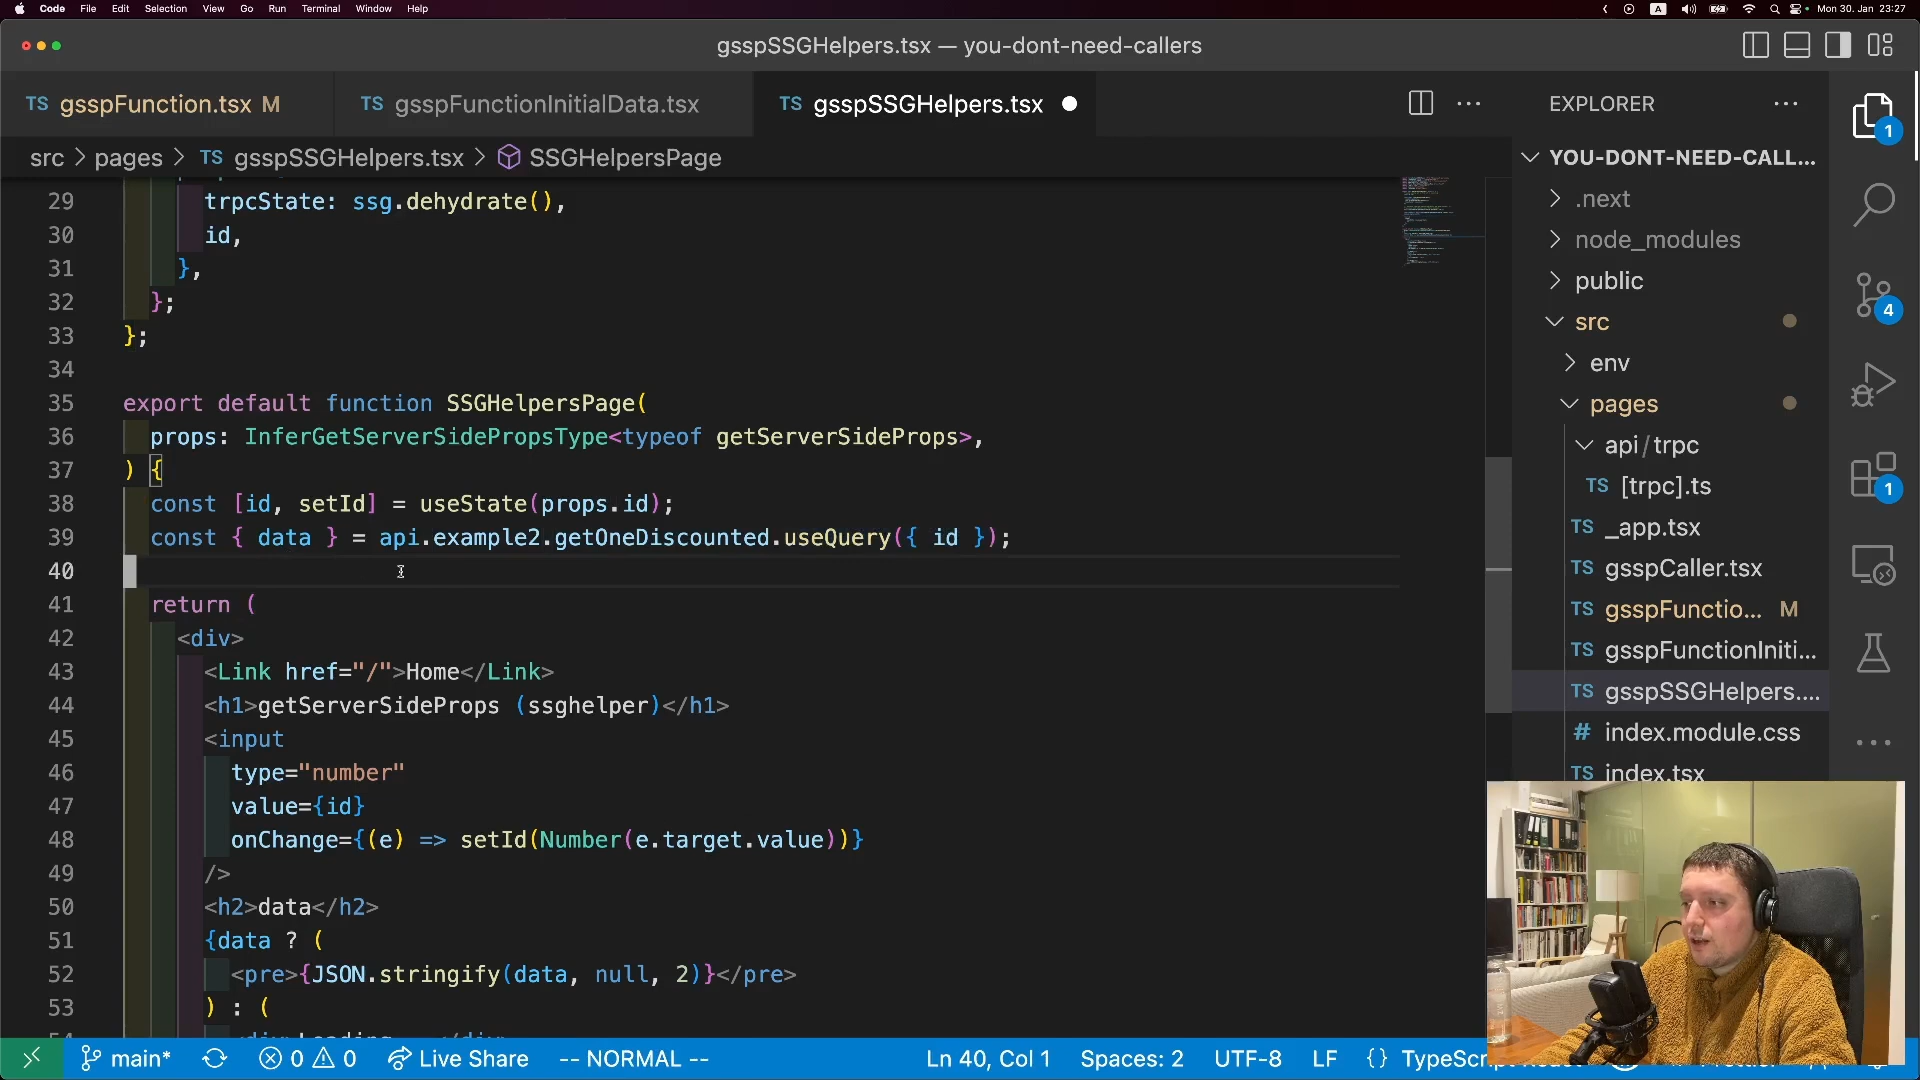 Code File Edit Selection View Go Run Terminal Window Help
A Mon 30. Jan 23:27
gsspSSGHelpers.tsx — you-dont-need-callers
TS gsspFunction.tsx M
TS gsspFunctionInitialData.tsx
TS gsspSSGHelpers.tsx
EXPLORER
src > pages > TS gsspSSGHelpers.tsx > SSGHelpersPage
29 trpcState: ssg.dehydrate(),
30 id,
31 },
32 };
33 };
34
35 export default function SSGHelpersPage(
36 props: InferGetServerSidePropsType<typeof getServerSideProps>,
37 ) {
38 const [id, setId] = useState(props.id);
39 const { data } = api.example2.getOneDiscounted.useQuery({ id });
40
41 return (
42 <div>
43 <Link href="/">Home</Link>
44 <h1>getServerSideProps (ssghelper)</h1>
45 <input
46 type="number"
47 value={id}
48 onChange={(e) => setId(Number(e.target.value))}
49 />
50 <h2>data</h2>
51 {data ? (
52 <pre>{JSON.stringify(data, null, 2)}</pre>
53 ) : (
YOU-DONT-NEED-CALL...
.next
node_modules
public
src
env
pages
api/trpc
TS [trpc].ts
TS _app.tsx
TS gsspCaller.tsx
TS gsspFunctio... M
TS gsspFunctionIniti...
TS gsspSSGHelpers....
# index.module.css
TS index.tsx
1
4
1
main* 0 0 Live Share -- NORMAL -- Ln 40, Col 1 Spaces: 2 UTF-8 LF {}